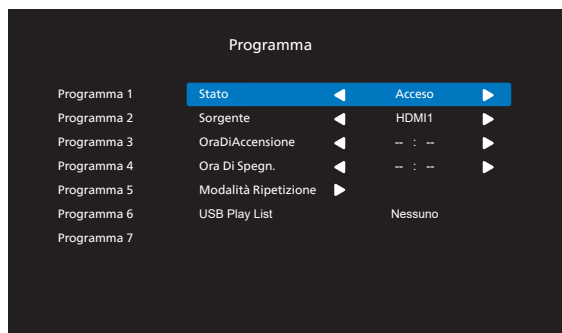 Programma
Programma 1 Stato Acceso
Programma 2 Sorgente HDMI1
Programma 3 OraDiAccensione -- : --
Programma 4 Ora Di Spegn. -- : --
Programma 5 Modalità Ripetizione
Programma 6 USB Play List Nessuno
Programma 7